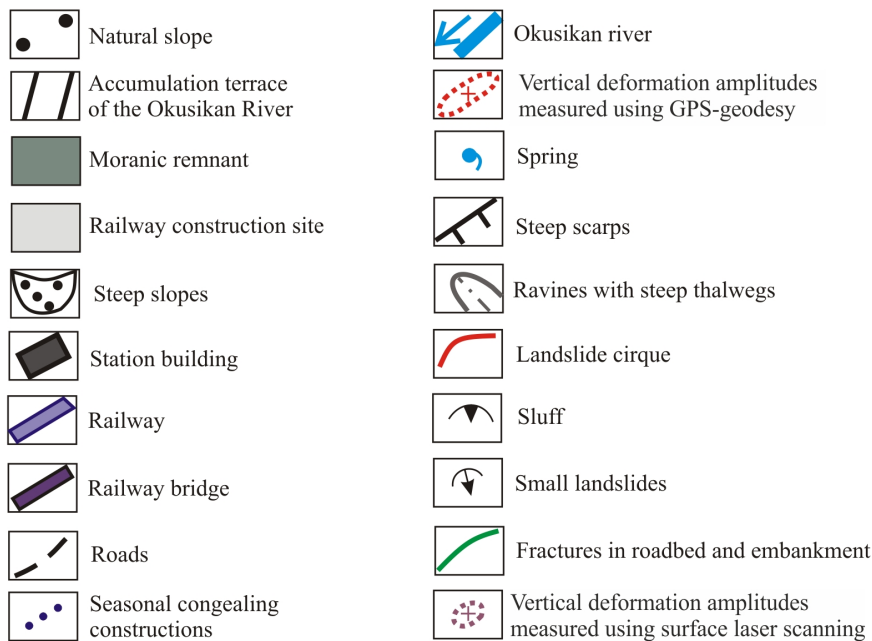 Natural slope
Accumulation terrace
of the Okusikan River
Moranic remnant
Railway construction site
Steep slopes
Station building
Railway
Railway bridge
Roads
Seasonal congealing
constructions
Okusikan river
Vertical deformation amplitudes
measured using GPS-geodesy
Spring
Steep scarps
Ravines with steep thalwegs
Landslide cirque
Sluff
Small landslides
Fractures in roadbed and embankment
Vertical deformation amplitudes
measured using surface laser scanning